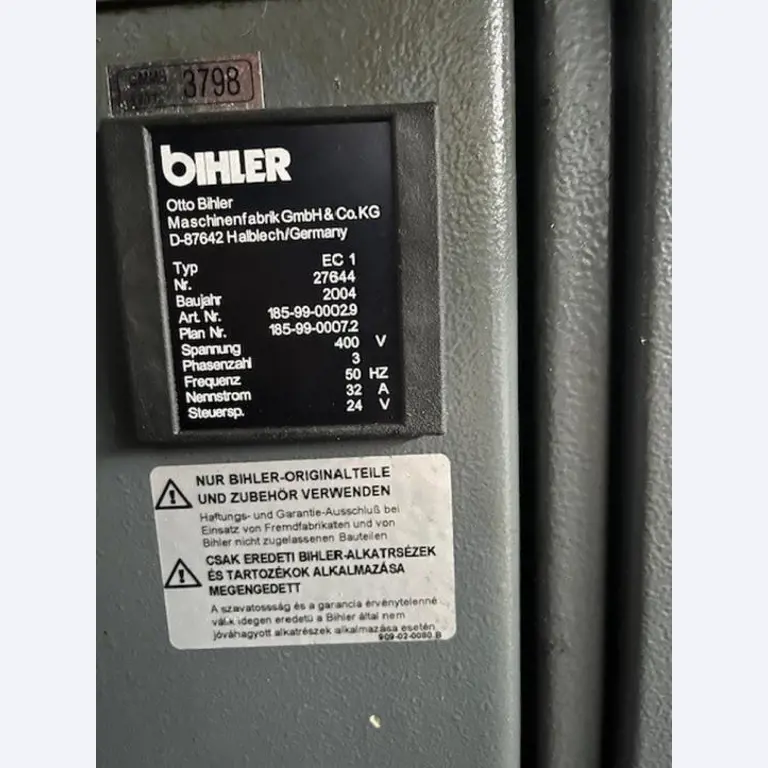 3798
BIHLER
Otto Bihler
Maschinenfabrik GmbH & Co.KG
D-87642 Halblech/Germany
Typ EC 1
Nr. 27644
Baujahr 2004
Art. Nr. 185-99-0002.9
Plan Nr. 185-99-0007.2
Spannung 400 V
Phasenzahl 3
Frequenz 50 HZ
Nennstrom 32 A
Steuersp. 24 V
NUR BIHLER-ORIGINALTEILE
UND ZUBEHÖR VERWENDEN
Haftungs- und Garantie-Ausschluß bei
Einsatz von Fremdfabrikaten und von
Bihler nicht zugelassenen Bauteilen
CSAK EREDETI BIHLER-ALKATRSÉZEK
ÉS TARTOZÉKOK ALKALMAZÁSA
MEGENGEDETT
A szavatossság és a garancia érvénytelenné
válik idegen eredetü a Bihler által nem
jóváhagyott alkatrészek alkalmazása esetén
909-02-0080.B